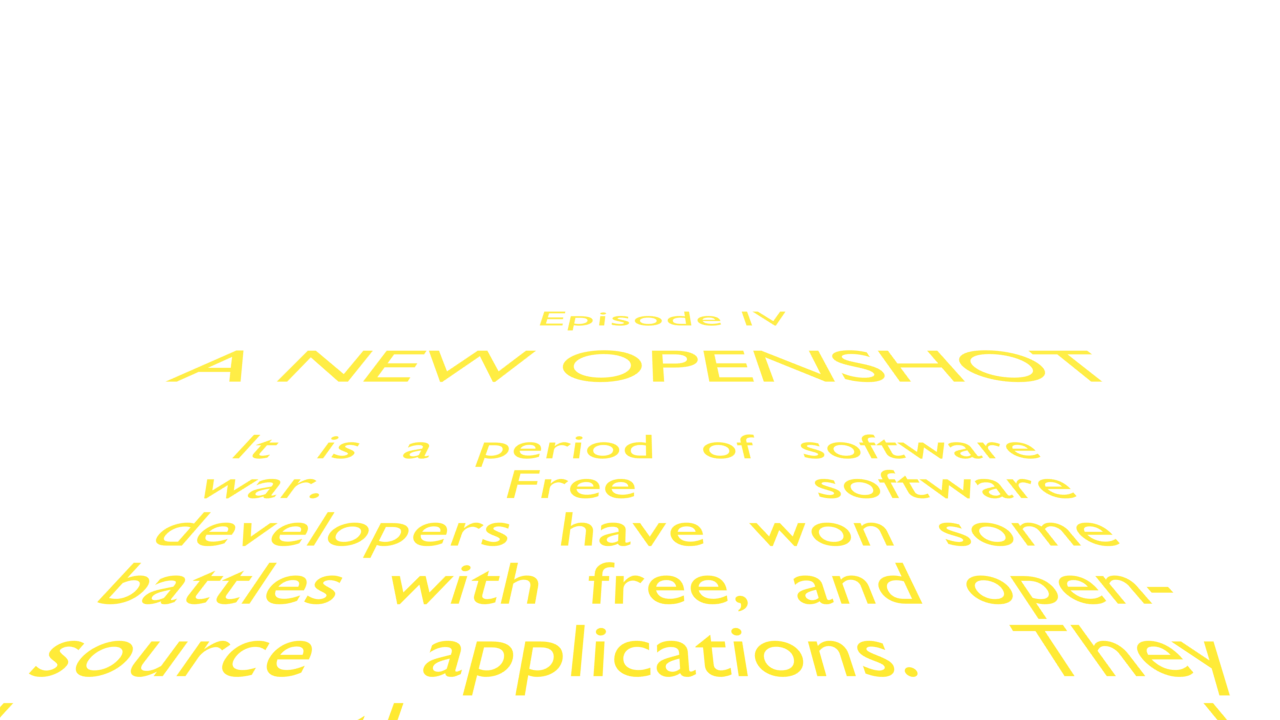 Episode IV
A NEW OPENSHOT
It is a period of software
war. Free software
developers have won some
battles with free, and open-
source applications. They